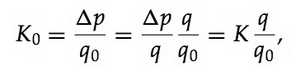 K₀ = Δp/q₀ = Δp/q q/q₀ = K q/q₀,